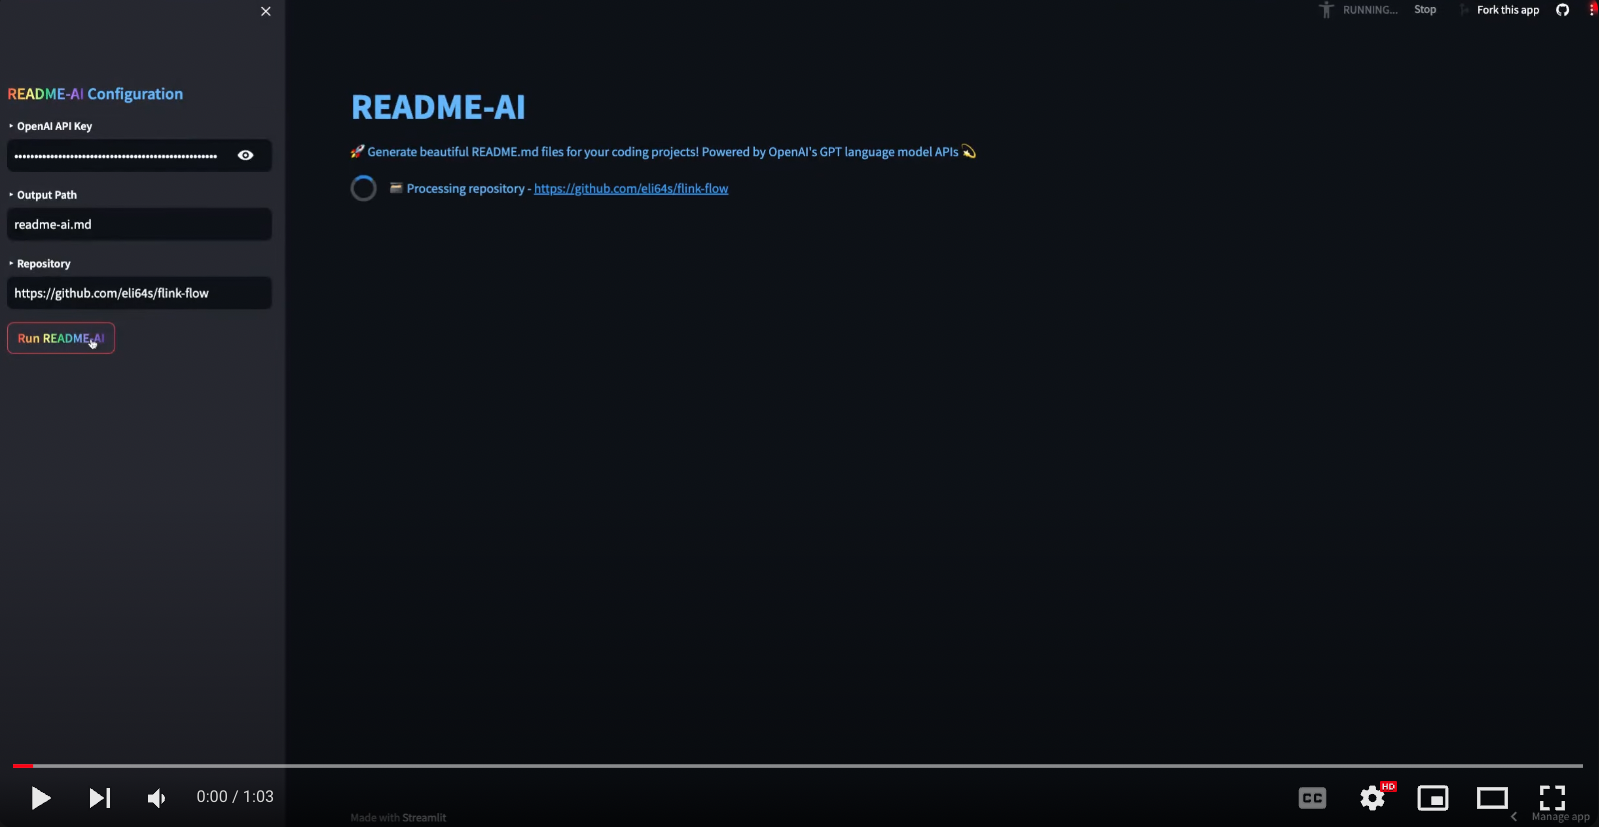 RUNNING... Stop Fork this app
README-AI Configuration
OpenAI API Key
Output Path
readme-ai.md
Repository
https://github.com/eli64s/flink-flow
Run README-AI
README-AI
🚀 Generate beautiful README.md files for your coding projects! Powered by OpenAI's GPT language model APIs 💫
Processing repository - https://github.com/eli64s/flink-flow
0:00 / 1:03
CC
HD
Made with Streamlit
Manage app